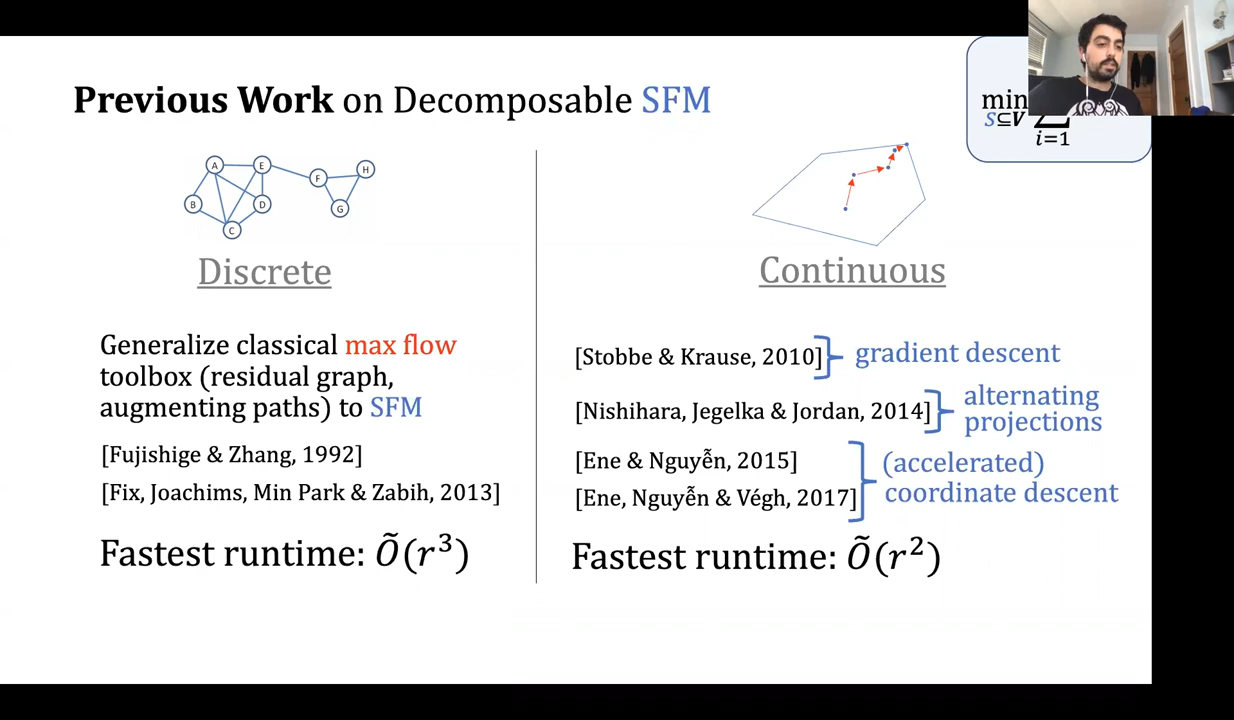 Previous Work on Decomposable SFM
min
S⊆V
∑
i=1
A
E
F
H
B
D
G
C
Discrete
Generalize classical max flow
toolbox (residual graph,
augmenting paths) to SFM
[Fujishige & Zhang, 1992]
[Fix, Joachims, Min Park & Zabih, 2013]
Fastest runtime: Õ(r³)
Continuous
[Stobbe & Krause, 2010]
gradient descent
[Nishihara, Jegelka & Jordan, 2014]
alternating
projections
[Ene & Nguyễn, 2015]
[Ene, Nguyễn & Végh, 2017]
(accelerated)
coordinate descent
Fastest runtime: Õ(r²)